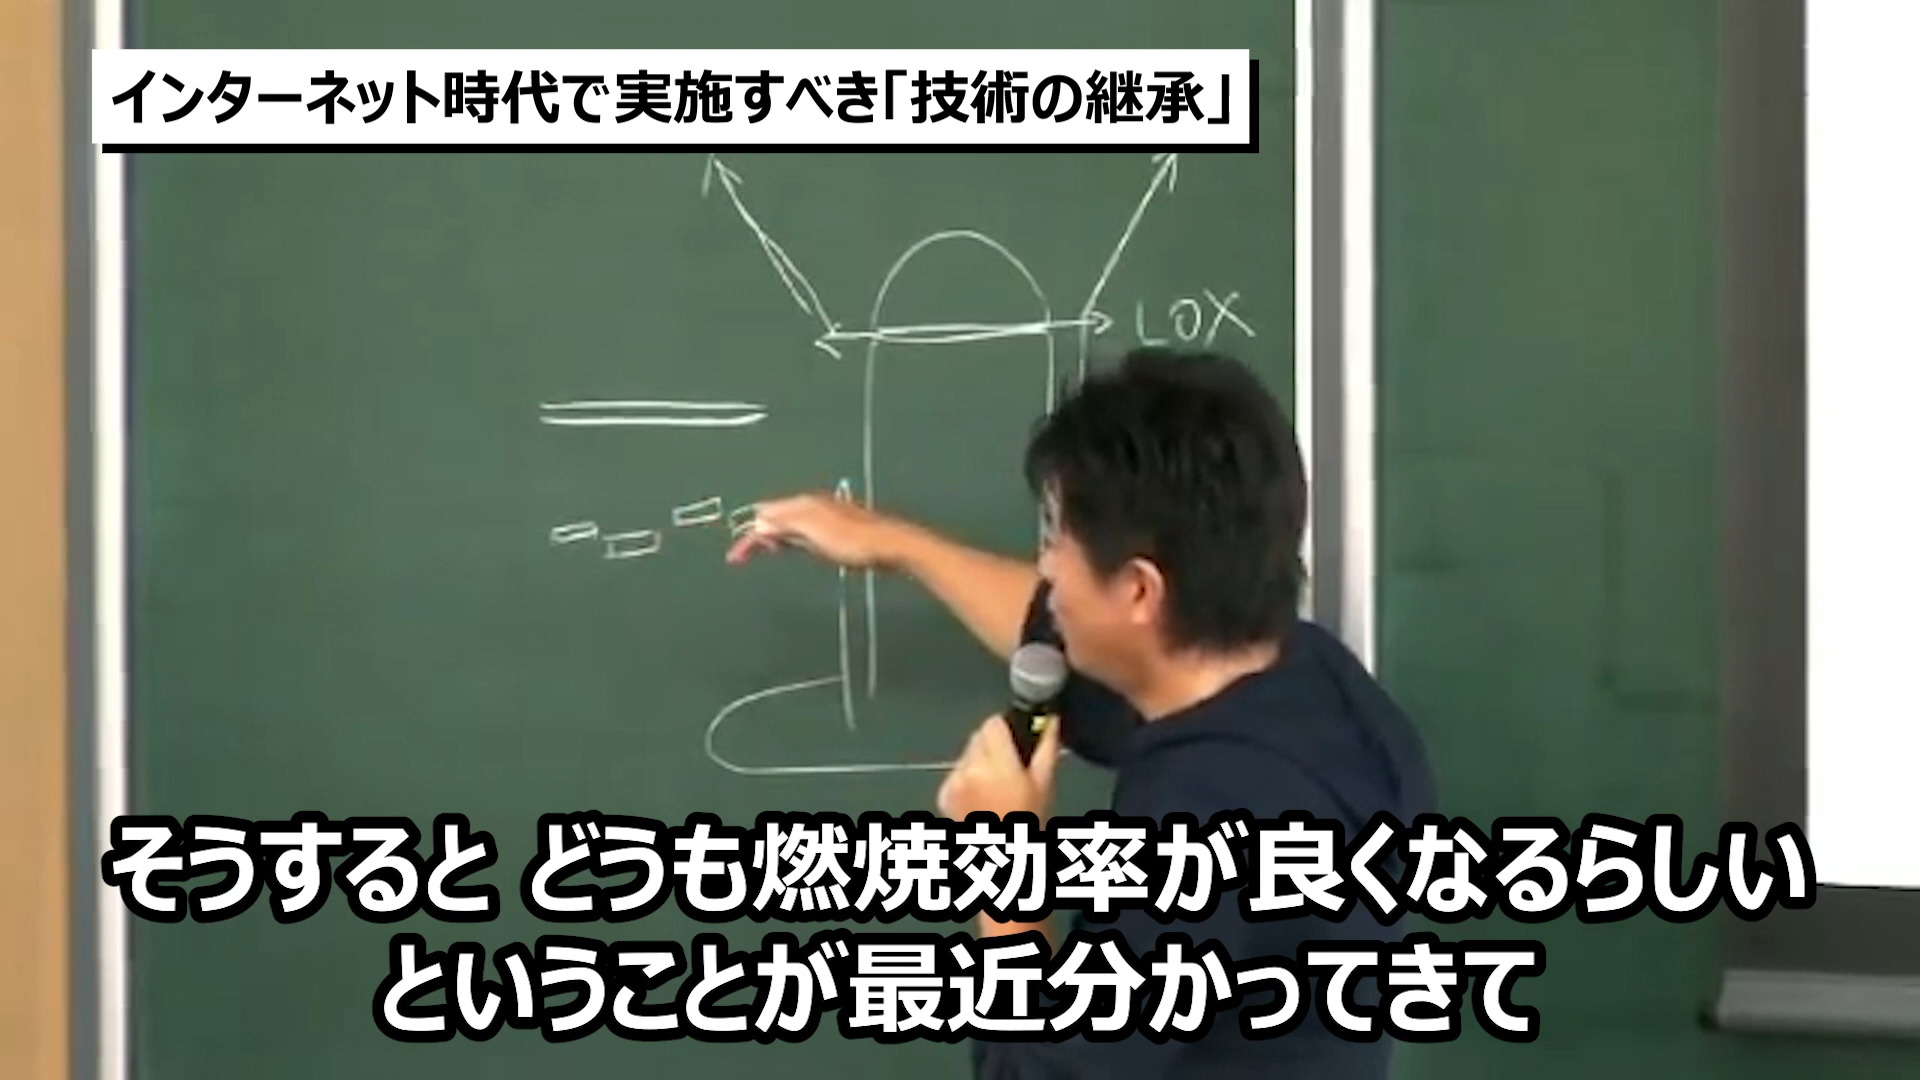 インターネット時代で実施すべき「技術の継承」
LOX
そうすると どうも燃焼効率が良くなるらしい
ということが最近分かってきて